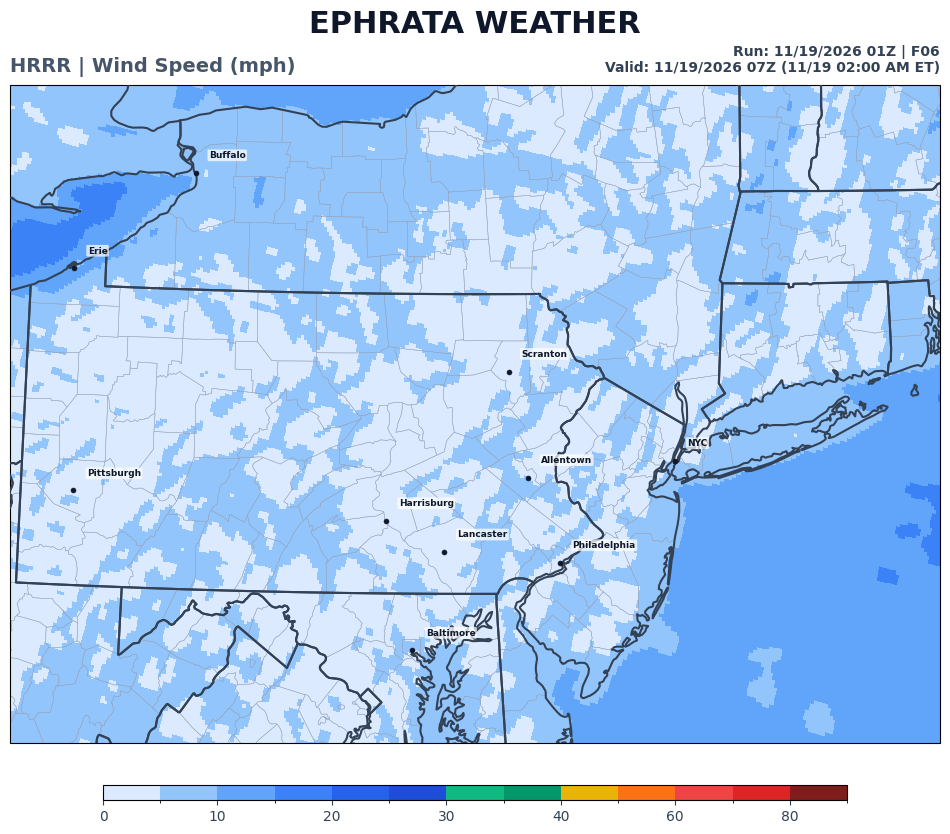 EPHRATA WEATHER
HRRR | Wind Speed (mph)
Run: 11/19/2026 01Z | F06
Valid: 11/19/2026 07Z (11/19 02:00 AM ET)
Buffalo
Erie
Scranton
NYC
Allentown
Pittsburgh
Harrisburg
Lancaster
Philadelphia
Baltimore
0 10 20 30 40 50 60 70 80